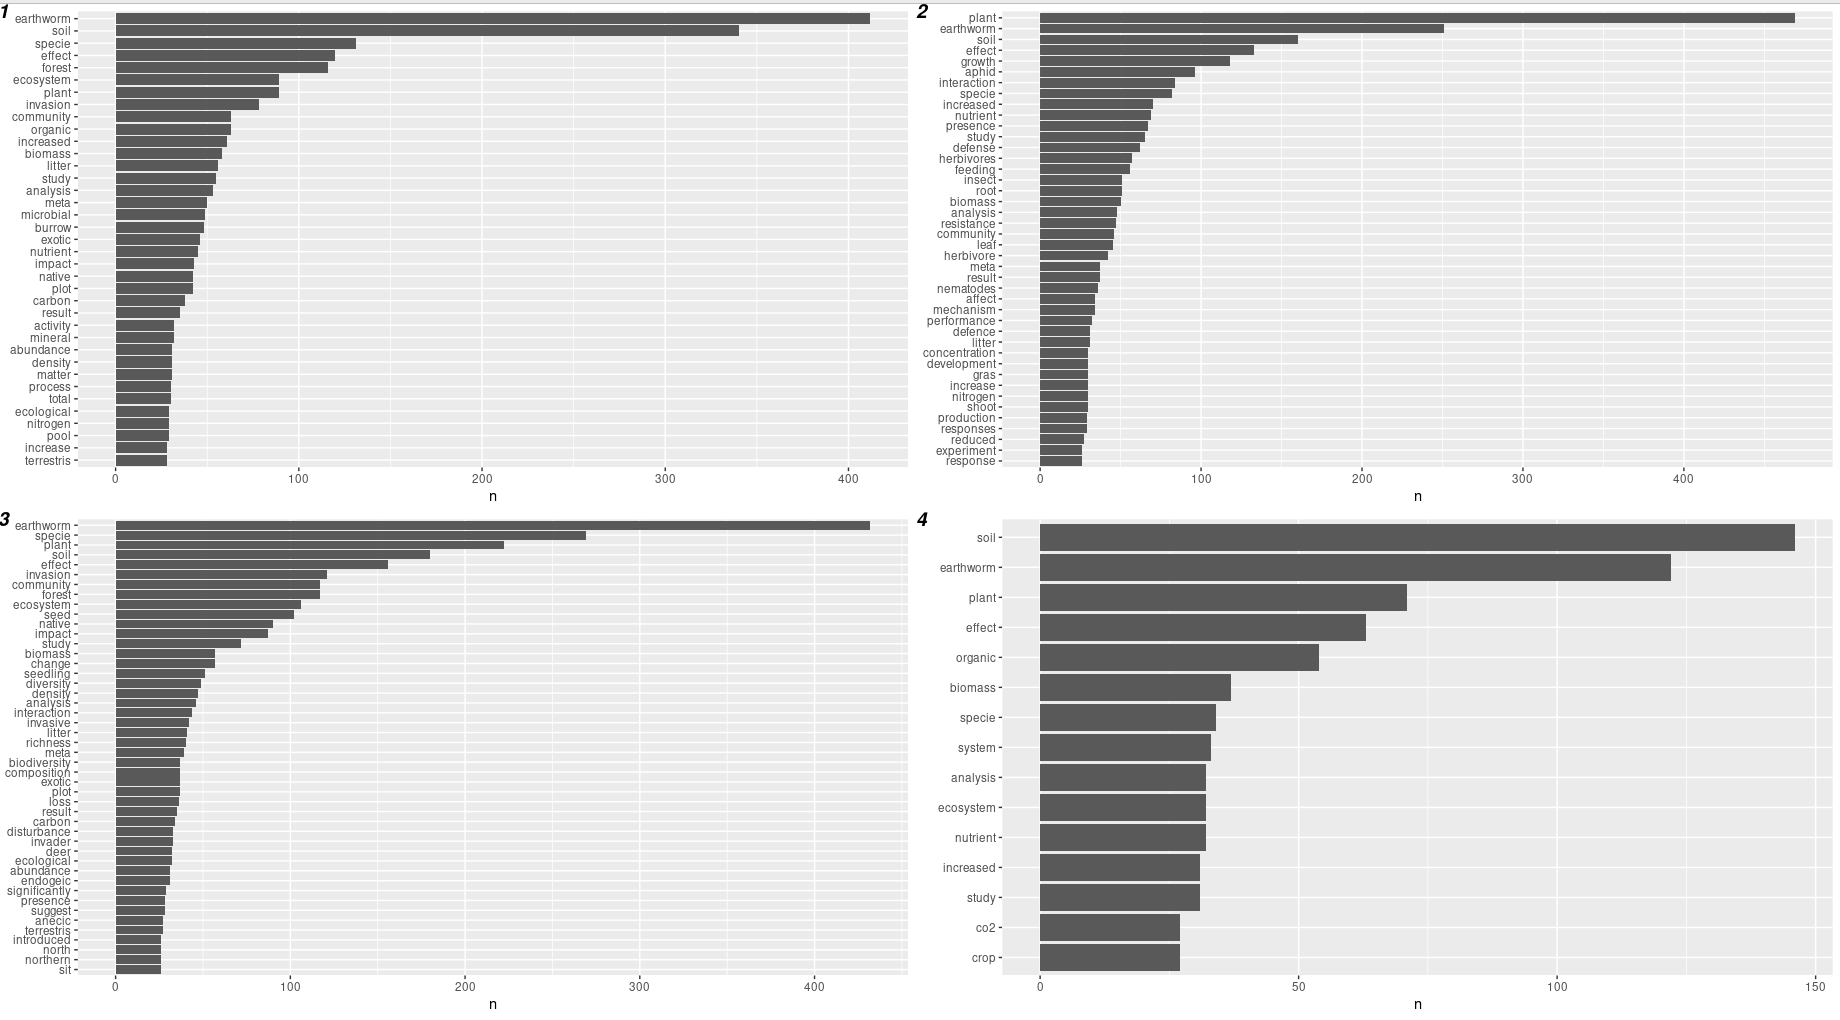 1
earthworm
soil
specie
effect
forest
ecosystem
plant
invasion
community
organic
increased
biomass
litter
study
analysis
meta
microbial
burrow
exotic
nutrient
impact
native
plot
carbon
result
activity
mineral
abundance
density
matter
process
total
ecological
nitrogen
pool
increase
terrestris
0 100 200 300 400
n
2
plant
earthworm
soil
effect
growth
aphid
interaction
specie
increased
nutrient
presence
study
defense
herbivores
feeding
insect
root
biomass
analysis
resistance
community
leaf
herbivore
meta
result
nematodes
affect
mechanism
performance
defence
litter
concentration
development
gras
increase
nitrogen
shoot
production
responses
reduced
experiment
response
0 100 200 300 400
n
3
earthworm
specie
plant
soil
effect
invasion
community
forest
ecosystem
seed
native
impact
study
biomass
change
seedling
diversity
density
analysis
interaction
invasive
litter
richness
meta
biodiversity
composition
exotic
plot
loss
result
carbon
disturbance
invader
deer
ecological
abundance
endogeic
significantly
presence
suggest
anecic
terrestris
introduced
north
northern
sit
0 100 200 300 400
n
4
soil
earthworm
plant
effect
organic
biomass
specie
system
analysis
ecosystem
nutrient
increased
study
co2
crop
0 50 100 150
n